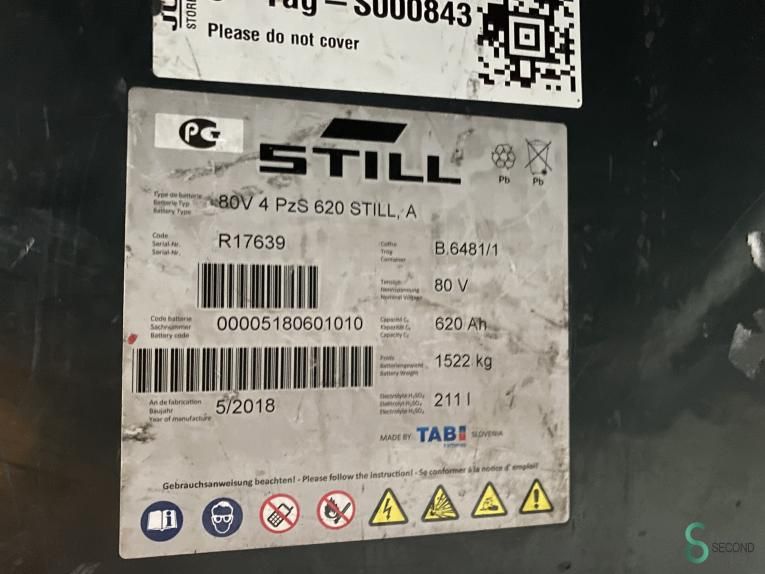 Tag – S000843
Please do not cover
PG
STILL
Pb Pb
Type de batterie
Batterie Typ
Battery Type
80V 4 PzS 620 STILL, A
Code
Serial-Nr.
Serial-Nr.
R17639
Coffre
Trog
Container
B.6481/1
Tension
Nennspannung
Nominal Voltage
80 V
Code batterie
Sachnummer
Battery code
00005180601010
Capacité C₅
Kapazität C₅
Capacity C₅
620 Ah
Poids
Batteriegewicht
Battery Weight
1522 kg
An de fabrication
Baujahr
Year of manufacture
5/2018
Electrolyte H₂SO₄
Elektrolyt H₂SO₄
Electrolyte H₂SO₄
211 l
MADE BY TAB SLOVENIA
Gebrauchsanweisung beachten! - Please follow the instruction! - Se conformer à la notice d' emploi!
SECOND